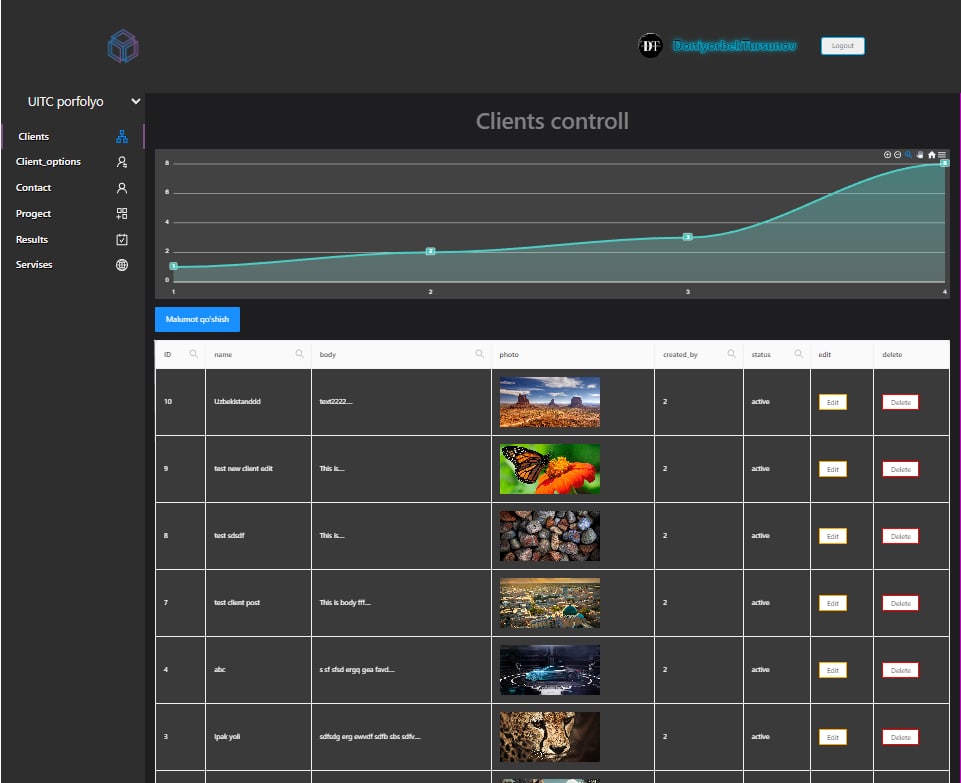 DT DoniyorbekTursunov Logout
UITC porfolyo
Clients
Client_options
Contact
Progect
Results
Servises
Clients controll
8
6
4
2
0
1 2 3 8
1 2 3 4
Malumot qo'shish
ID name body photo created_by status edit delete
10 Uzbekistanddd text2222.... 2 active Edit Delete
9 test new client edit This is.... 2 active Edit Delete
8 test sdsdf This is.... 2 active Edit Delete
7 test client post This is body fff.... 2 active Edit Delete
4 abc s sf sfsd ergq gea favd.... 2 active Edit Delete
3 Ipak yoli sdfsdg erg ewvdf sdfb sbs sdfv.... 2 active Edit Delete